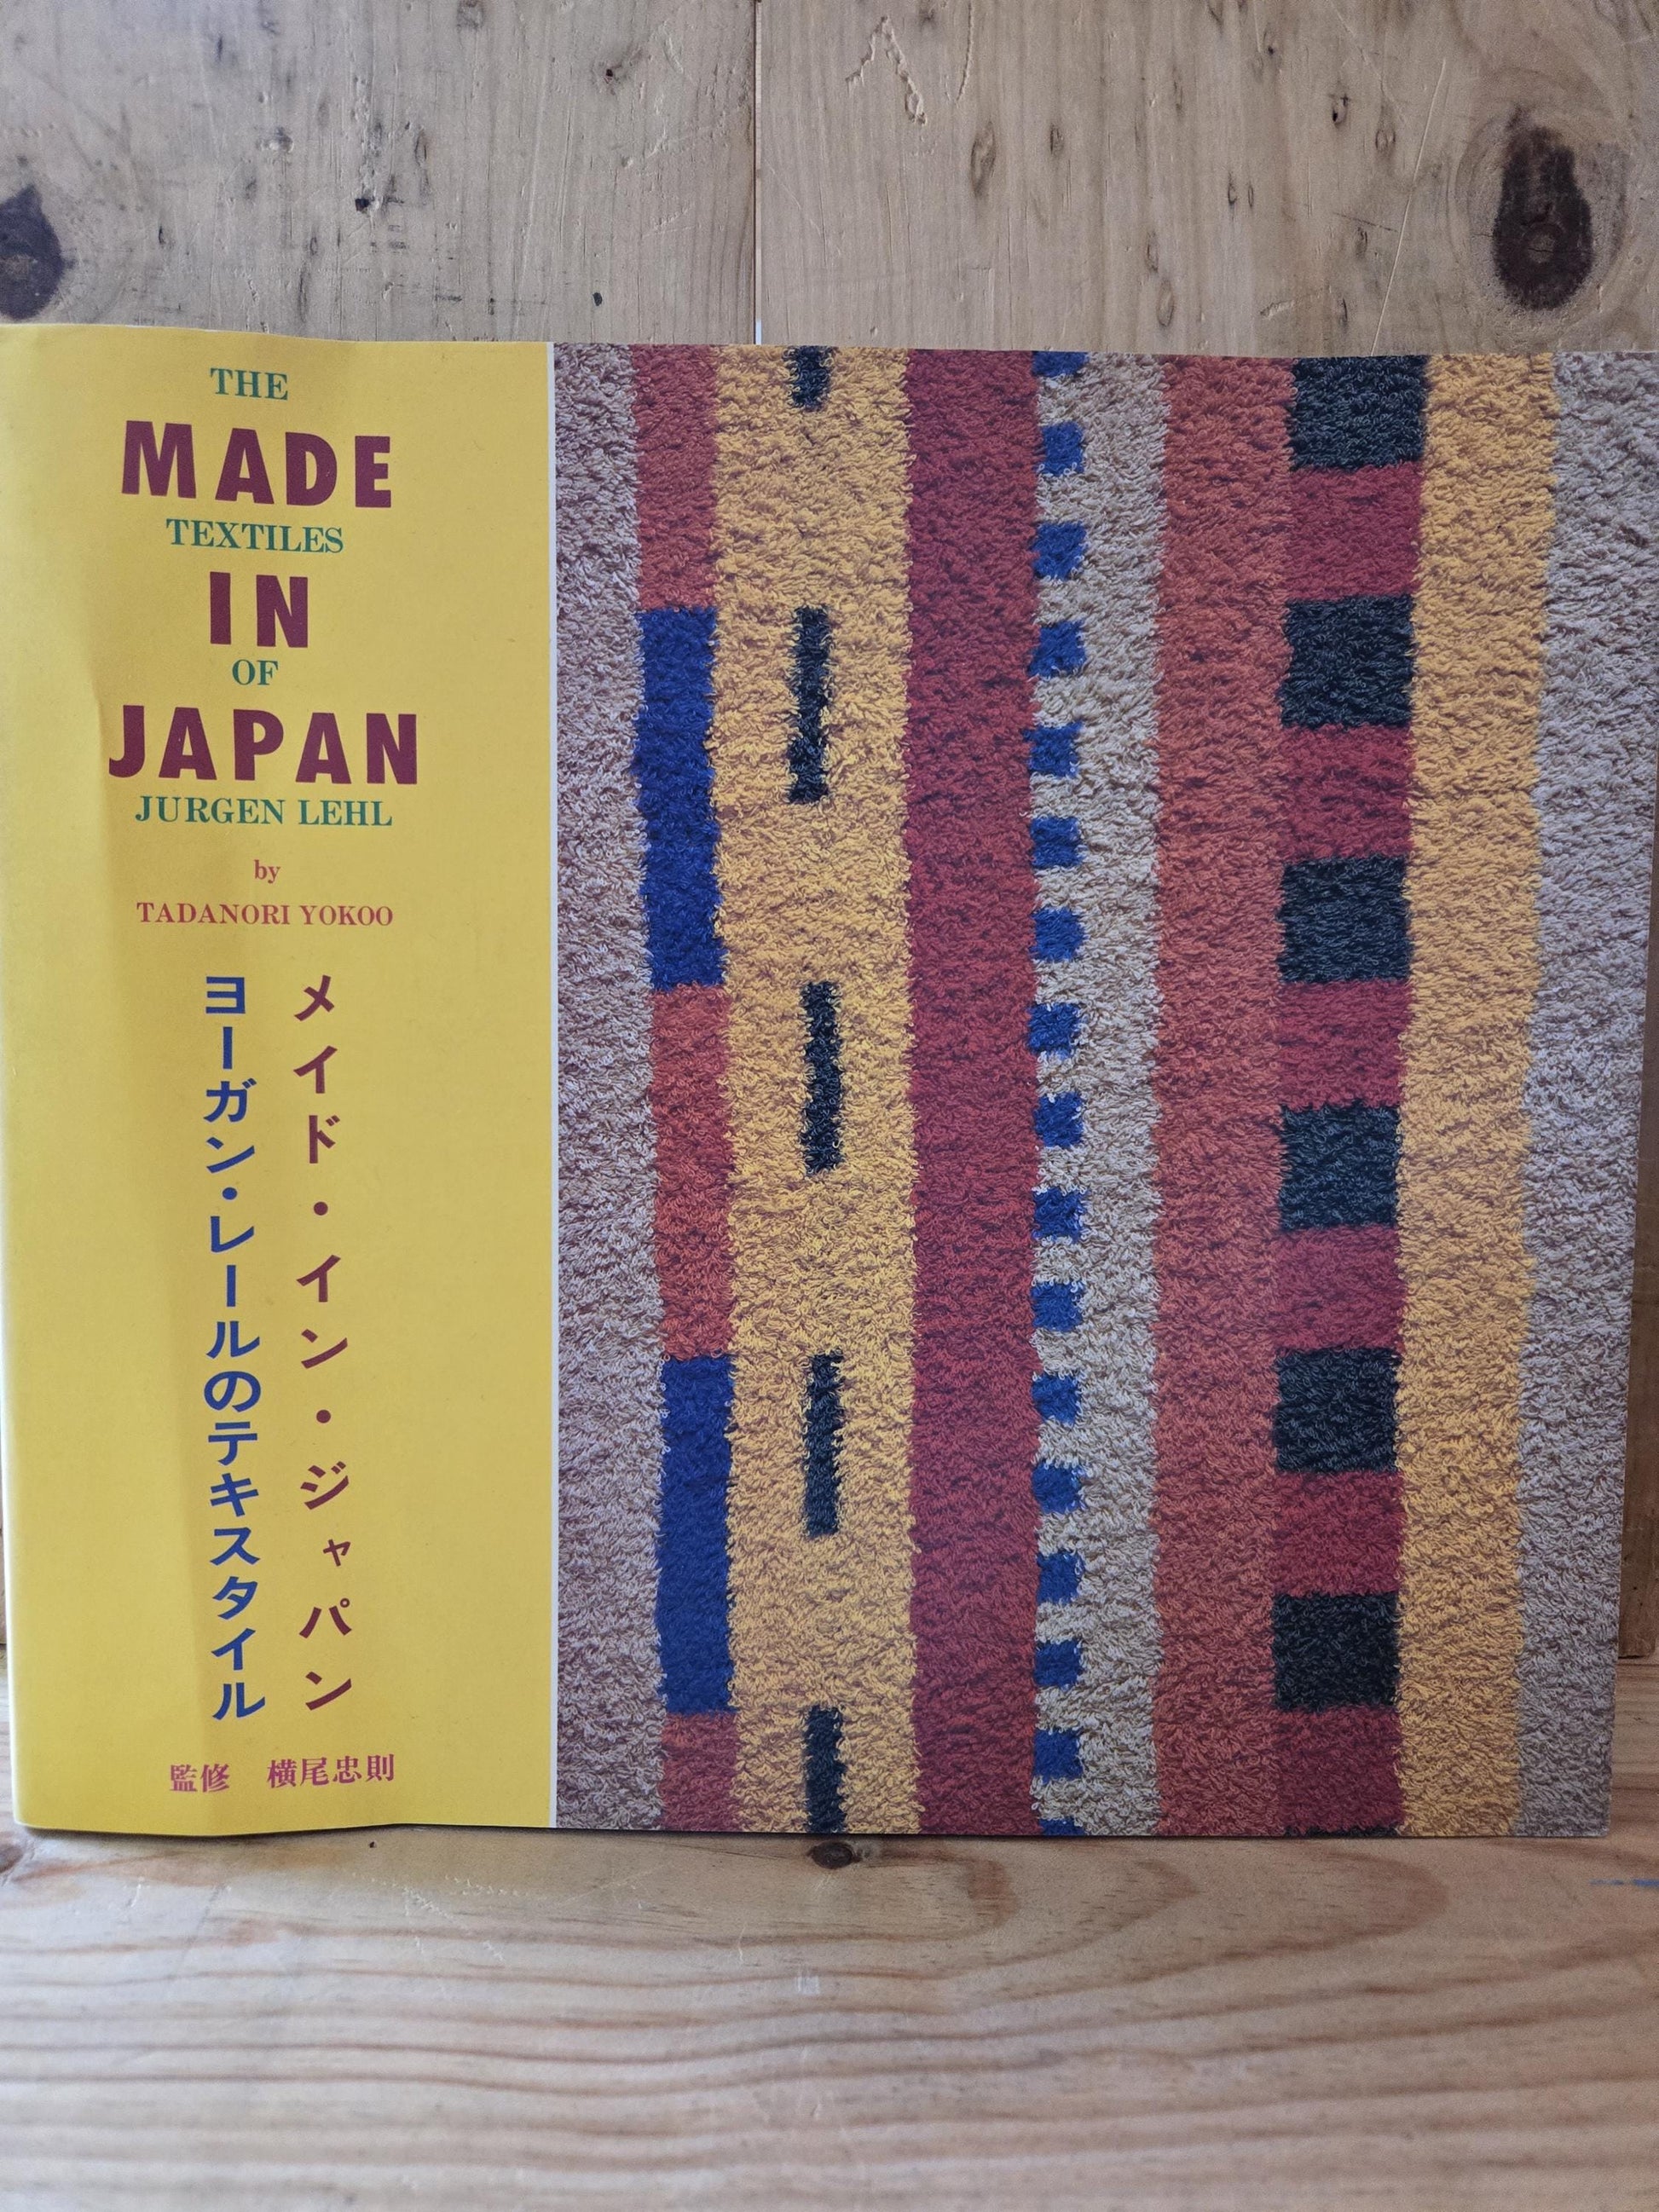 THE
MADE
TEXTILES
IN
OF
JAPAN
JURGEN LEHL
by
TADANORI YOKOO
メイド・イン・ジャパン
ヨーガン・レールのテキスタイル
監修 横尾忠則